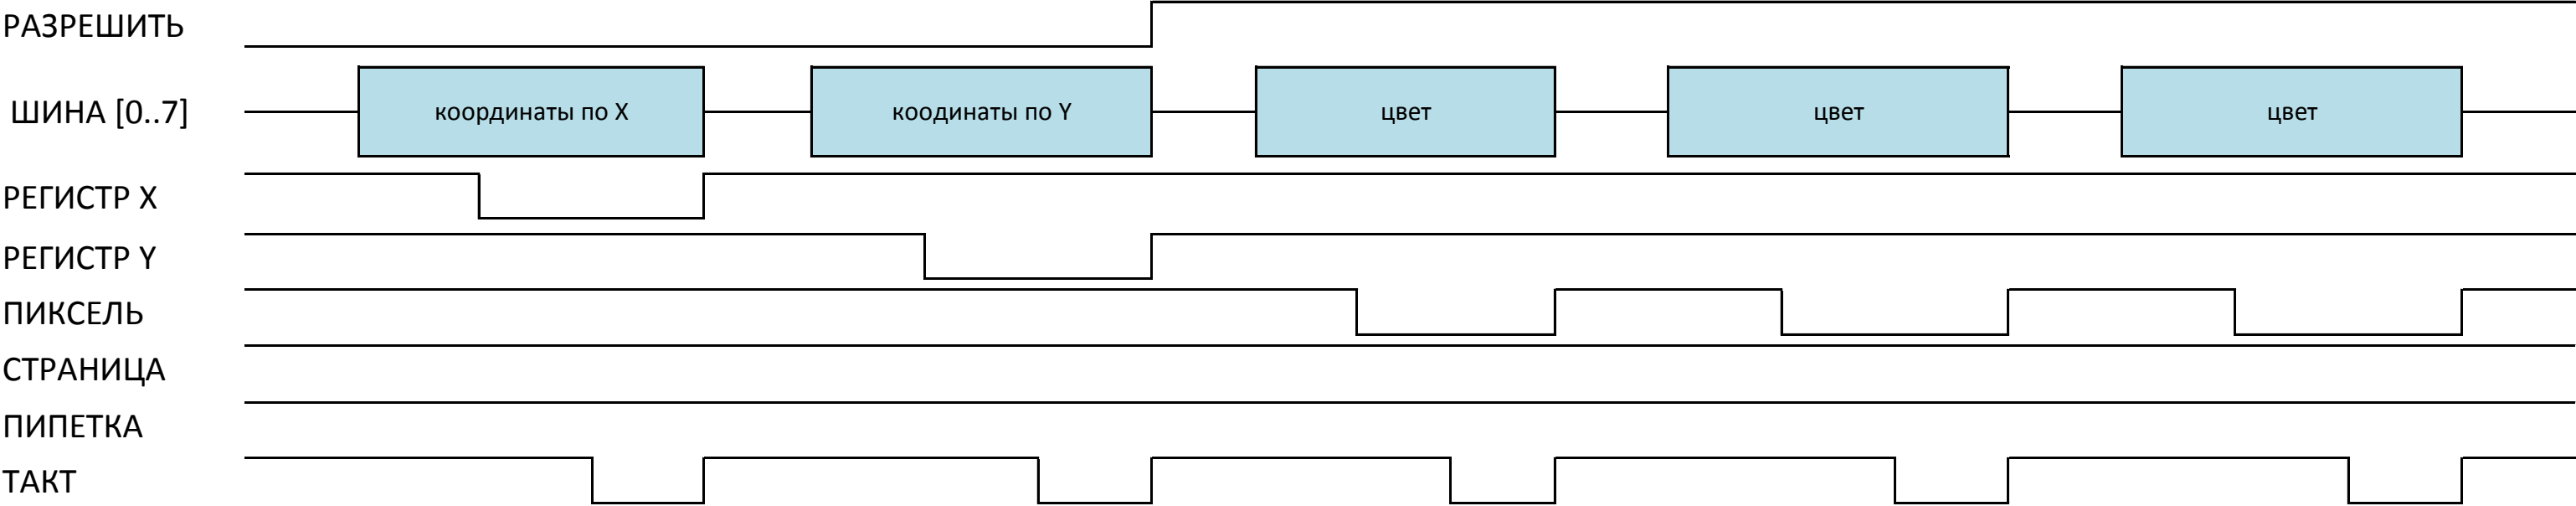 РАЗРЕШИТЬ
ШИНА [0..7]
координаты по X
коодинаты по Y
цвет
цвет
цвет
РЕГИСТР X
РЕГИСТР Y
ПИКСЕЛЬ
СТРАНИЦА
ПИПЕТКА
ТАКТ